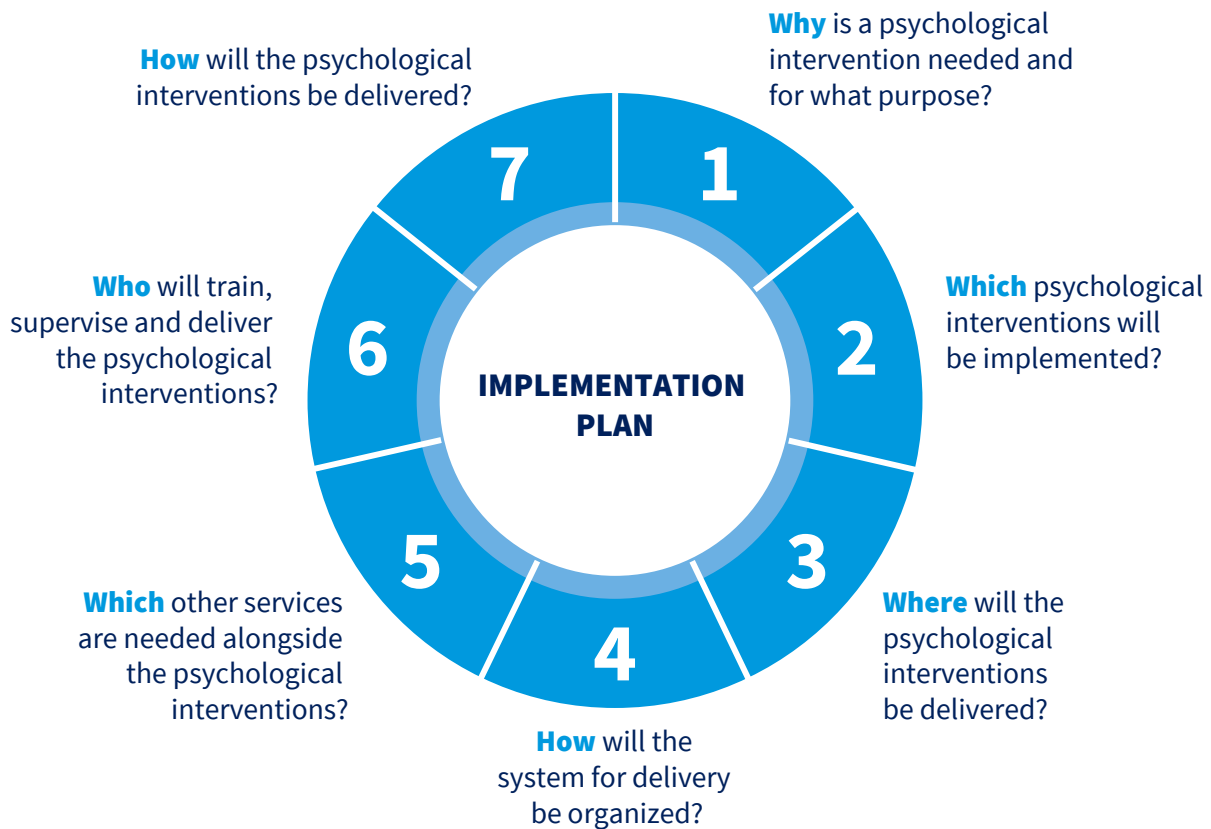 1
Why is a psychological
intervention needed and
for what purpose?
2
Which psychological
interventions will
be implemented?
3
Where will the
psychological
interventions
be delivered?
4
How will the
system for delivery
be organized?
5
Which other services
are needed alongside
the psychological
interventions?
6
Who will train,
supervise and deliver
the psychological
interventions?
7
How will the psychological
interventions be delivered?
IMPLEMENTATION
PLAN